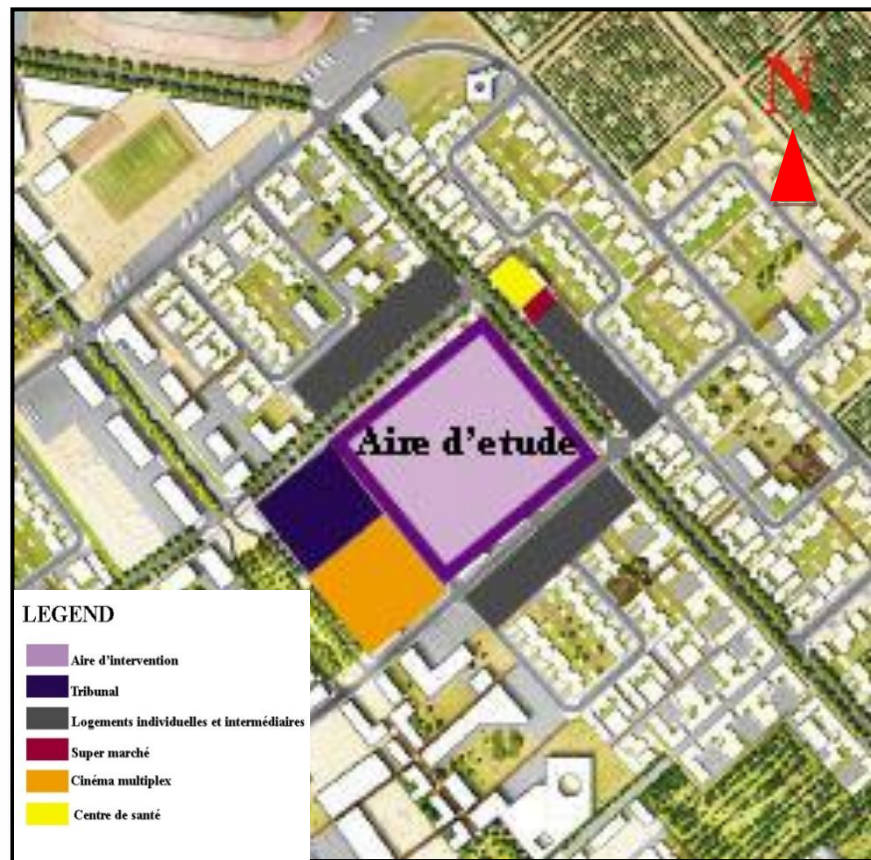 N
Aire d'etude
LEGEND
Aire d'intervention
Tribunal
Logements individuelles et intermédiaires
Super marché
Cinéma multiplex
Centre de santé